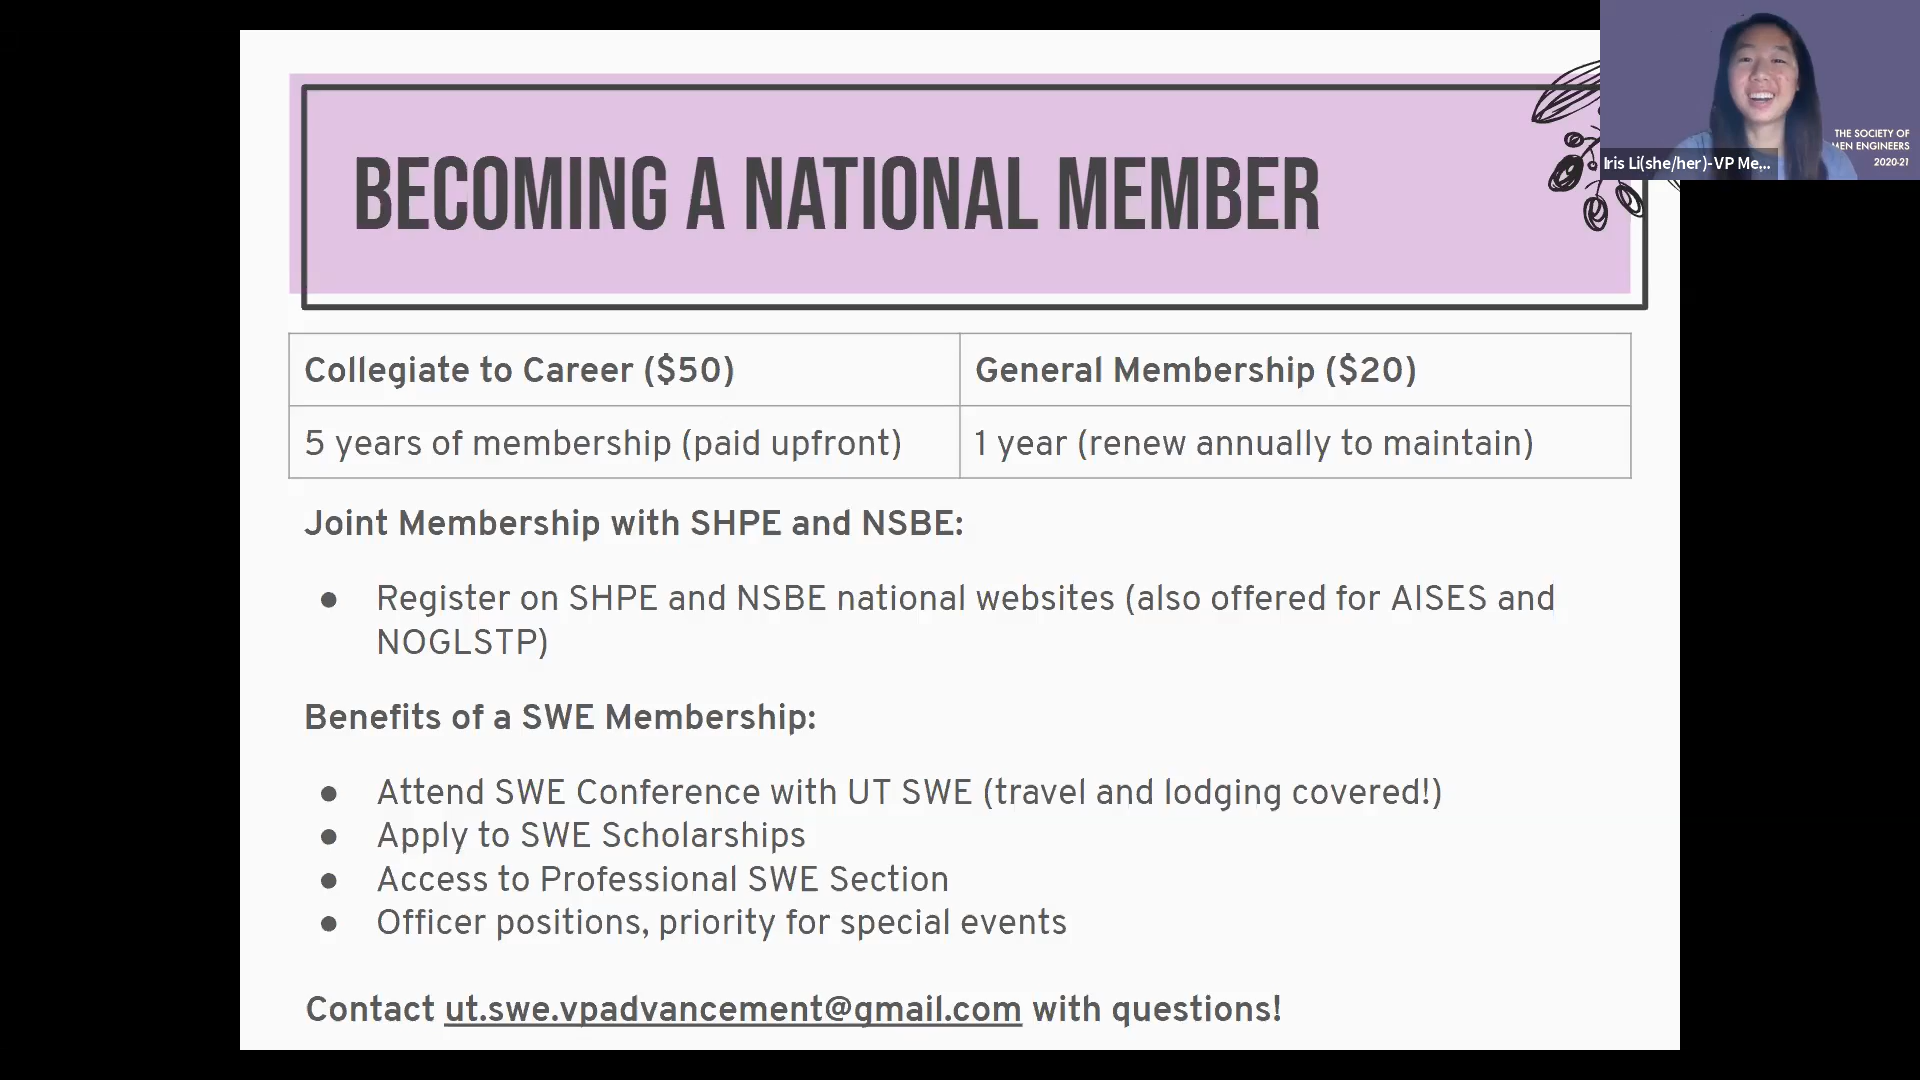 BECOMING A NATIONAL MEMBER
THE SOCIETY OF
MEN ENGINEERS
2020-21
Iris Li(she/her)-VP Me...
Collegiate to Career ($50)
General Membership ($20)
5 years of membership (paid upfront)
1 year (renew annually to maintain)
Joint Membership with SHPE and NSBE:
● Register on SHPE and NSBE national websites (also offered for AISES and
NOGLSTP)
Benefits of a SWE Membership:
● Attend SWE Conference with UT SWE (travel and lodging covered!)
● Apply to SWE Scholarships
● Access to Professional SWE Section
● Officer positions, priority for special events
Contact ut.swe.vpadvancement@gmail.com with questions!